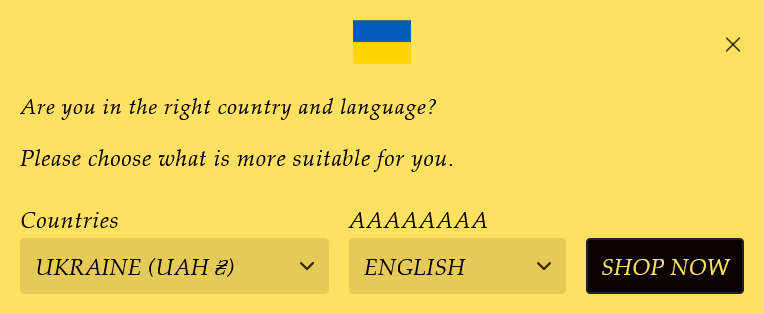 Are you in the right country and language?
Please choose what is more suitable for you.
Countries
AAAAAAAA
UKRAINE (UAH ₴)
ENGLISH
SHOP NOW